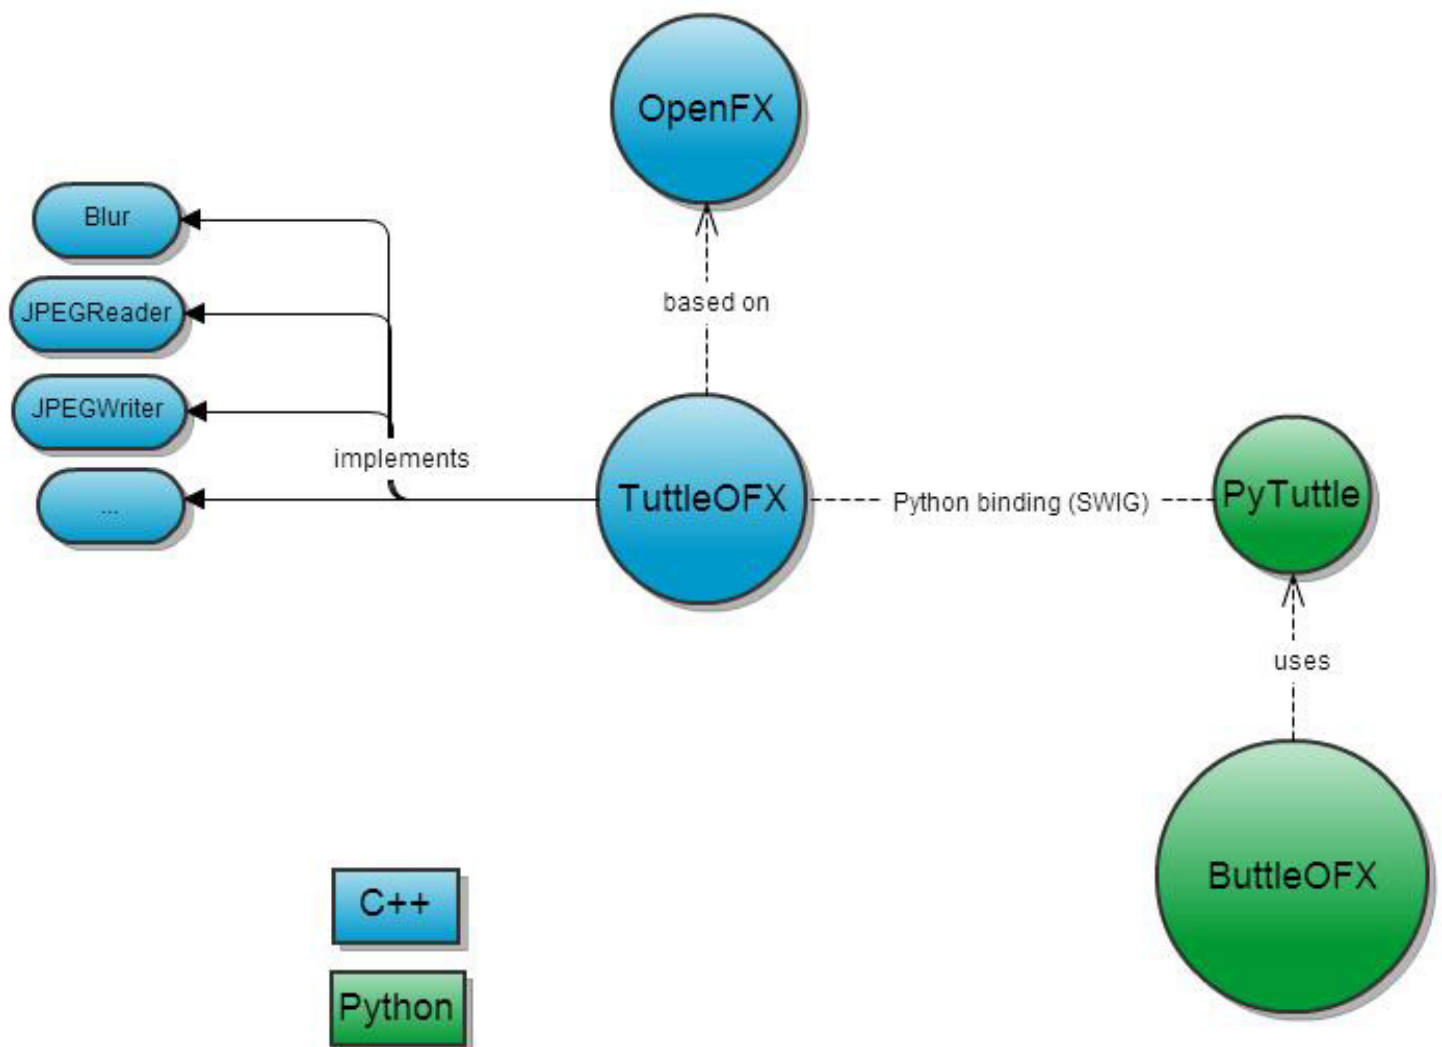 OpenFX
Blur
based on
JPEGReader
JPEGWriter
implements
...
TuttleOFX
Python binding (SWIG)
PyTuttle
uses
ButtleOFX
C++
Python